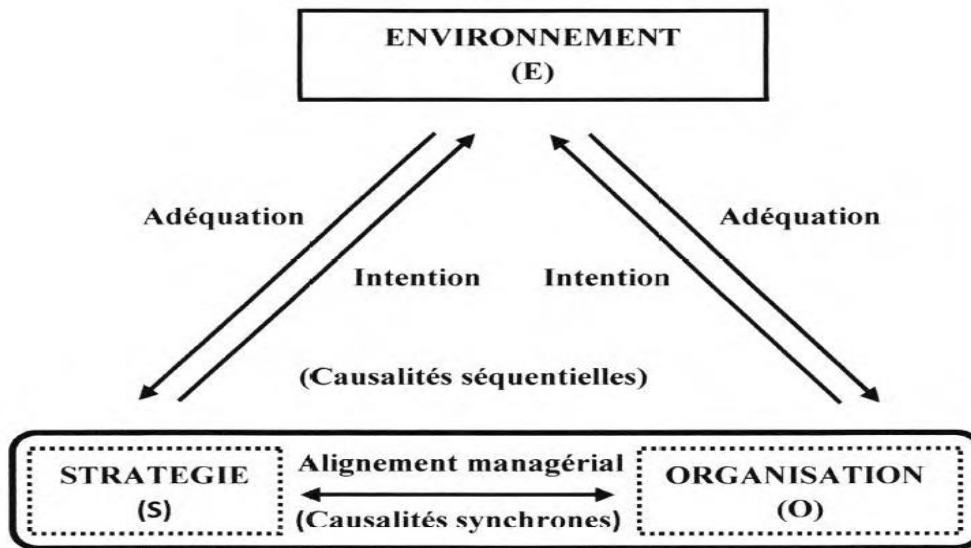 ENVIRONNEMENT
(E)
Adéquation
Adéquation
Intention
Intention
(Causalités séquentielles)
STRATEGIE
(S)
Alignement managérial
(Causalités synchrones)
ORGANISATION
(O)